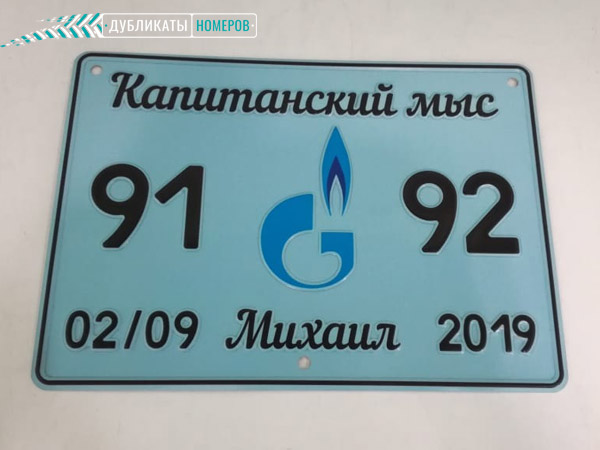 ДУБЛИКАТЫ НОМЕРОВ
Капитанский мыс
91 92
02/09 Михаил 2019